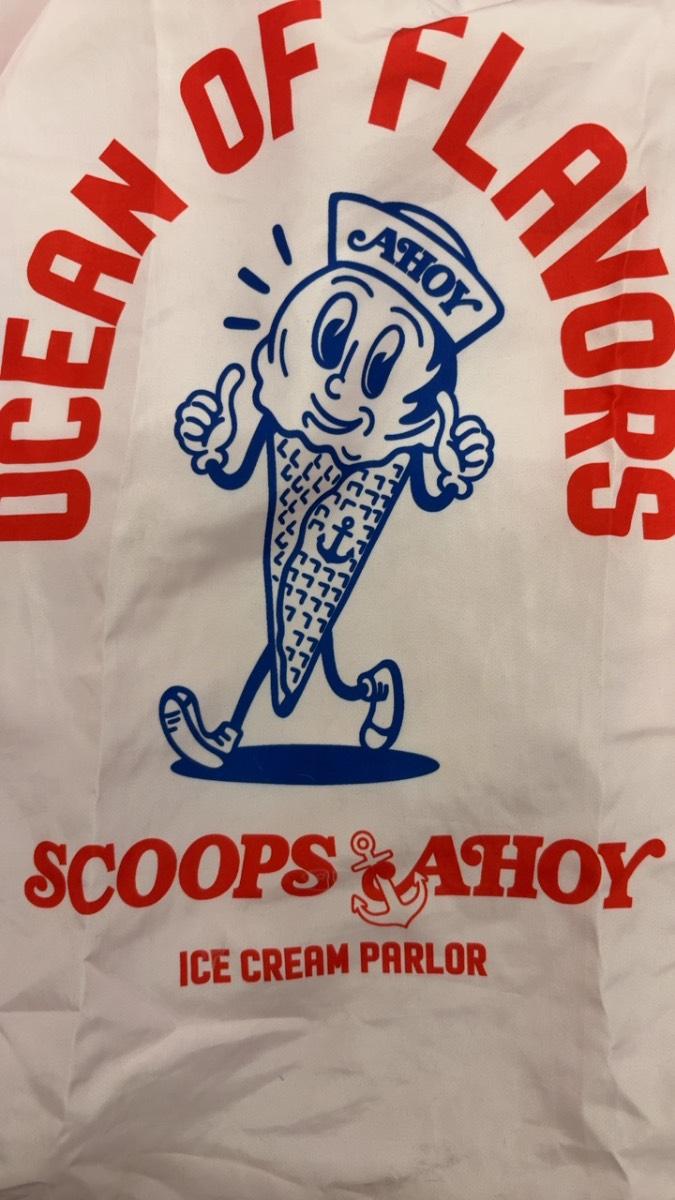 OCEAN OF FLAVORS
AHOY
SCOOPS AHOY
ICE CREAM PARLOR